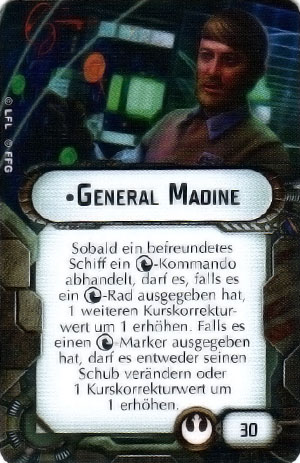 © LFL © FFG
•GENERAL MADINE
Sobald ein befreundetes
Schiff ein -Kommando
abhandelt, darf es, falls es
ein -Rad ausgegeben hat,
1 weiteren Kurskorrektur-
wert um 1 erhöhen. Falls es
einen -Marker ausgegeben
hat, darf es entweder seinen
Schub verändern oder
1 Kurskorrekturwert um
1 erhöhen.
30